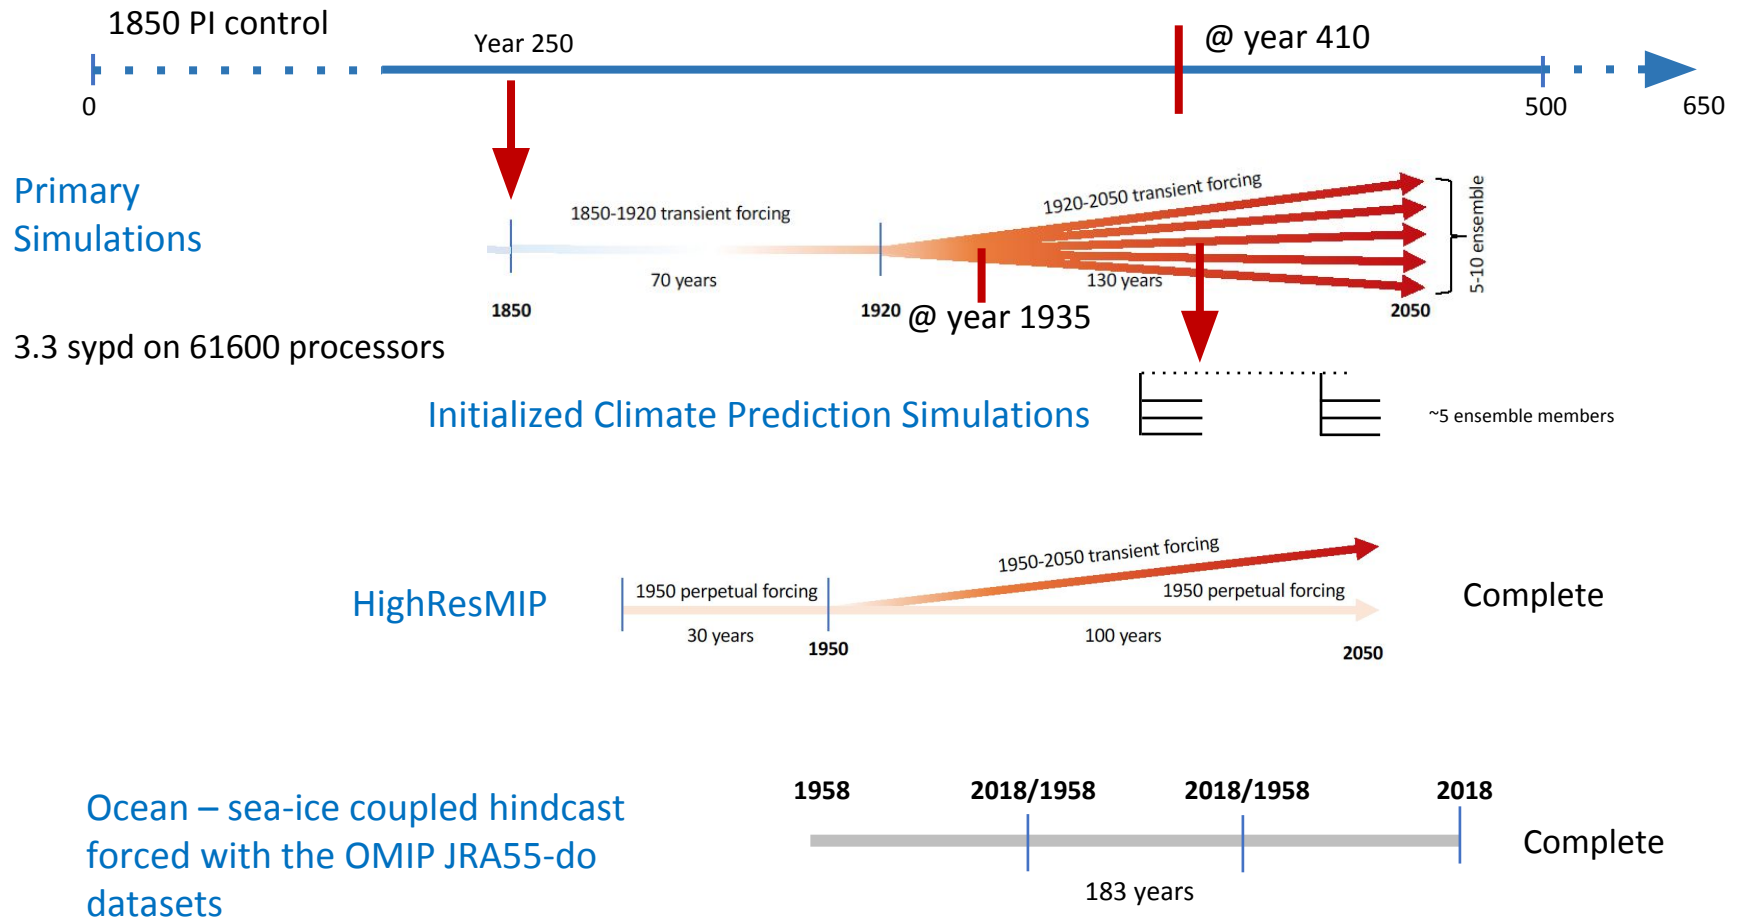 1850 PI control
Year 250
@ year 410
0
500
650
Primary
Simulations
1850-1920 transient forcing
1920-2050 transient forcing
5-10 ensemble
70 years
130 years
1850
1920
@ year 1935
2050
3.3 sypd on 61600 processors
Initialized Climate Prediction Simulations
~5 ensemble members
HighResMIP
1950 perpetual forcing
1950-2050 transient forcing
1950 perpetual forcing
Complete
30 years
1950
100 years
2050
Ocean – sea-ice coupled hindcast
forced with the OMIP JRA55-do
datasets
1958
2018/1958
2018/1958
2018
Complete
183 years